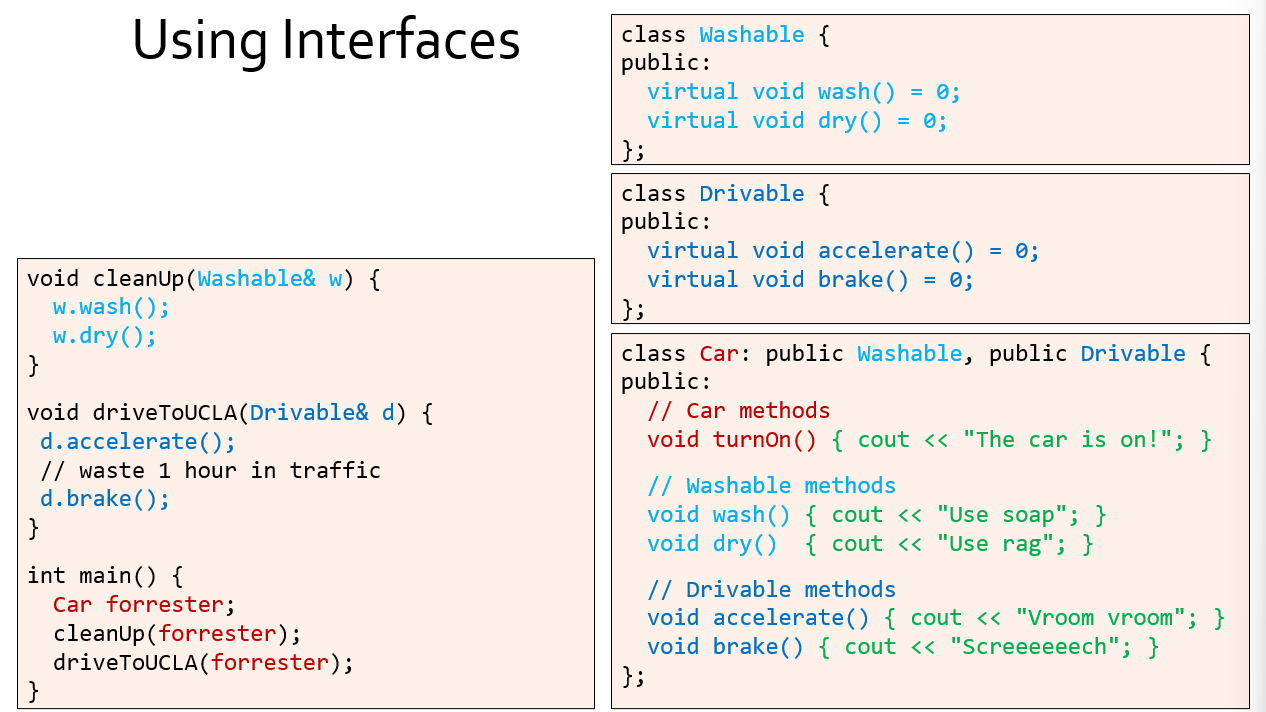 Using Interfaces
class Washable {
public:
  virtual void wash() = 0;
  virtual void dry() = 0;
};
class Drivable {
public:
  virtual void accelerate() = 0;
  virtual void brake() = 0;
};
void cleanUp(Washable& w) {
  w.wash();
  w.dry();
}
void driveToUCLA(Drivable& d) {
 d.accelerate();
 // waste 1 hour in traffic
 d.brake();
}
int main() {
  Car forrester;
  cleanUp(forrester);
  driveToUCLA(forrester);
}
class Car: public Washable, public Drivable {
public:
  // Car methods
  void turnOn() { cout << "The car is on!"; }
  // Washable methods
  void wash() { cout << "Use soap"; }
  void dry()  { cout << "Use rag"; }
  // Drivable methods
  void accelerate() { cout << "Vroom vroom"; }
  void brake() { cout << "Screeeeeech"; }
};